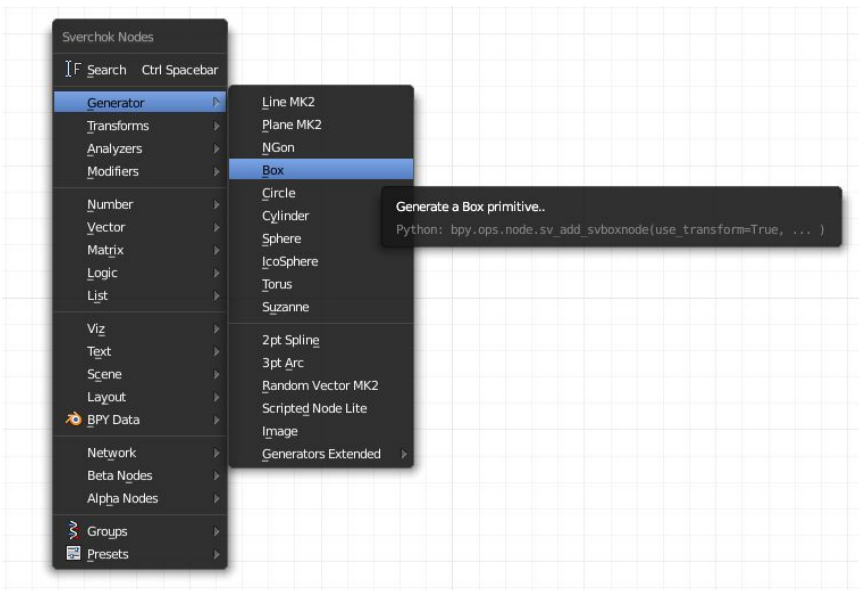 Sverchok Nodes
Search Ctrl Spacebar
Generator
Transforms
Analyzers
Modifiers
Number
Vector
Matrix
Logic
List
Viz
Text
Scene
Layout
BPY Data
Network
Beta Nodes
Alpha Nodes
Groups
Presets
Line MK2
Plane MK2
NGon
Box
Circle
Cylinder
Sphere
IcoSphere
Torus
Suzanne
2pt Spline
3pt Arc
Random Vector MK2
Scripted Node Lite
Image
Generators Extended
Generate a Box primitive..
Python: bpy.ops.node.sv_add_svboxnode(use_transform=True, ... )